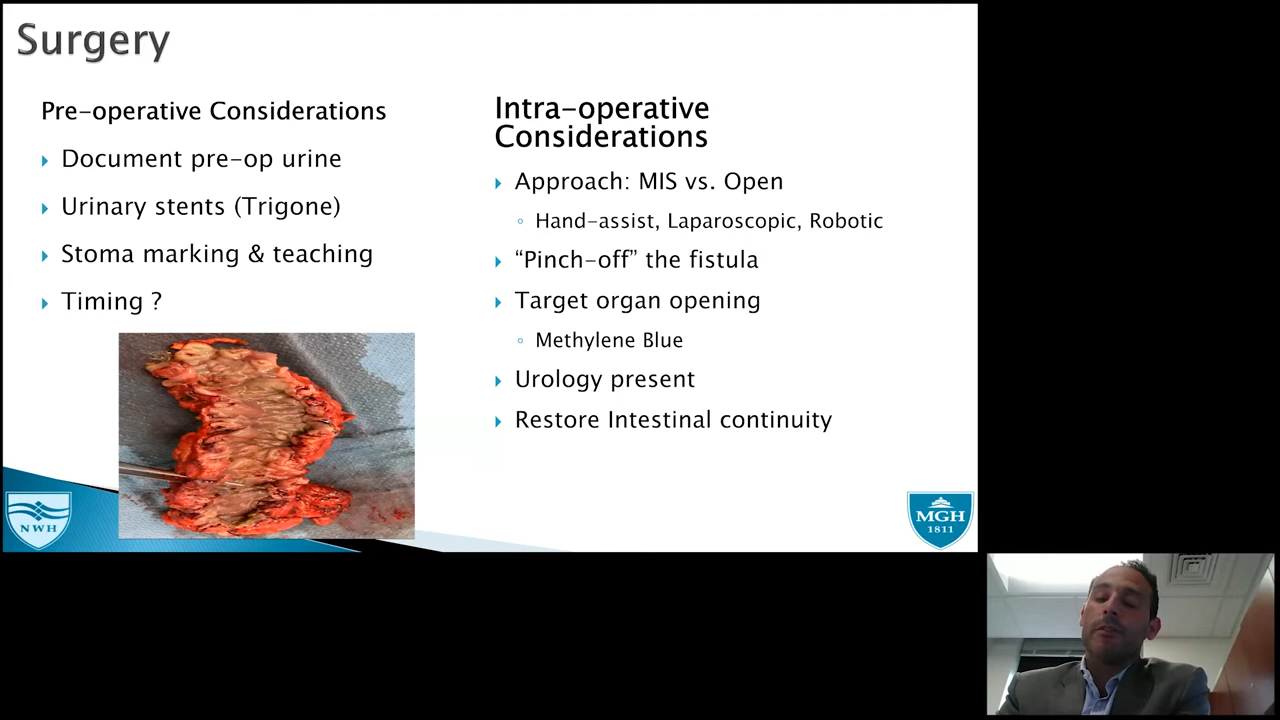 Surgery
Pre-operative Considerations
Document pre-op urine
Urinary stents (Trigone)
Stoma marking & teaching
Timing ?
Intra-operative
Considerations
Approach: MIS vs. Open
Hand-assist, Laparoscopic, Robotic
“Pinch-off” the fistula
Target organ opening
Methylene Blue
Urology present
Restore Intestinal continuity
NWH
MGH
1811